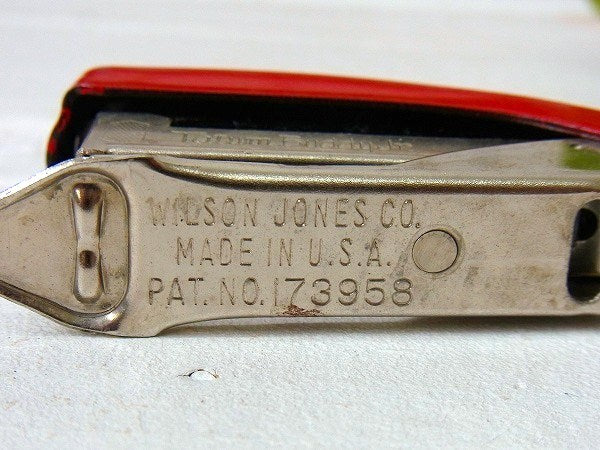 WILSON JONES CO.
MADE IN U.S.A.
PAT. NO. 173958